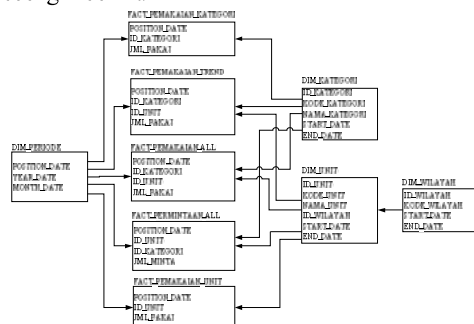 FACT_PEMAKAIAN_KATEGORI
POSITION_DATE
ID_KATEGORI
JML_PAKAI
FACT_PEMAKAIAN_TREND
POSITION_DATE
ID_KATEGORI
ID_UNIT
JML_PAKAI
DIM_KATEGORI
ID_KATEGORI
KODE_KATEGORI
NAMA_KATEGORI
START_DATE
END_DATE
DIM_PERIODE
POSITION_DATE
YEAR_DATE
MONTH_DATE
FACT_PEMAKAIAN_ALL
POSITION_DATE
ID_KATEGORI
ID_UNIT
JML_PAKAI
DIM_UNIT
ID_UNIT
KODE_UNIT
NAMA_UNIT
ID_WILAYAH
START_DATE
END_DATE
DIM_WILAYAH
ID_WILAYAH
KODE_WILAYAH
START_DATE
END_DATE
FACT_PERMINTAAN_ALL
POSITION_DATE
ID_UNIT
ID_KATEGORI
JML_MINTA
FACT_PEMAKAIAN_UNIT
POSITION_DATE
ID_UNIT
JML_PAKAI